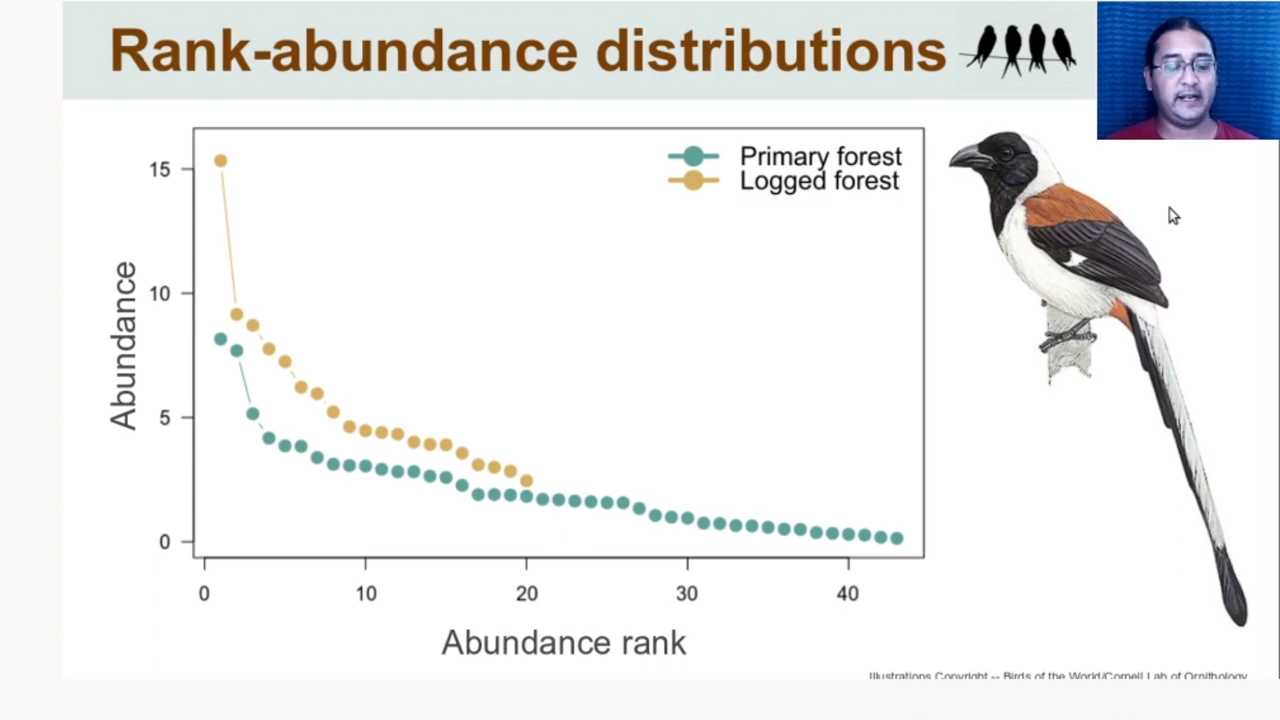 Rank-abundance distributions
Primary forest
Logged forest
15
10
5
0
Abundance
0 10 20 30 40
Abundance rank
Illustrations Copyright -- Birds of the World/Cornell Lab of Ornithology